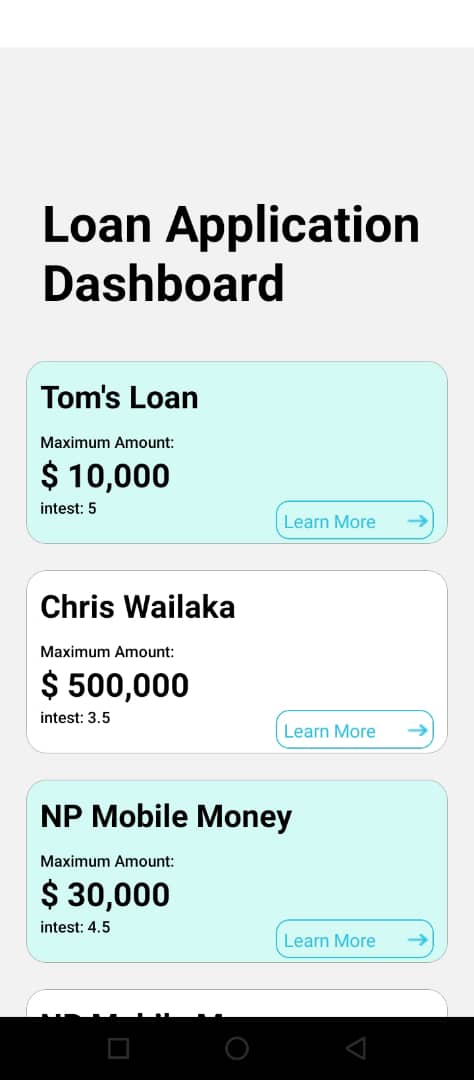 Loan Application
Dashboard
Tom's Loan
Maximum Amount:
$ 10,000
intest: 5
Learn More
Chris Wailaka
Maximum Amount:
$ 500,000
intest: 3.5
Learn More
NP Mobile Money
Maximum Amount:
$ 30,000
intest: 4.5
Learn More